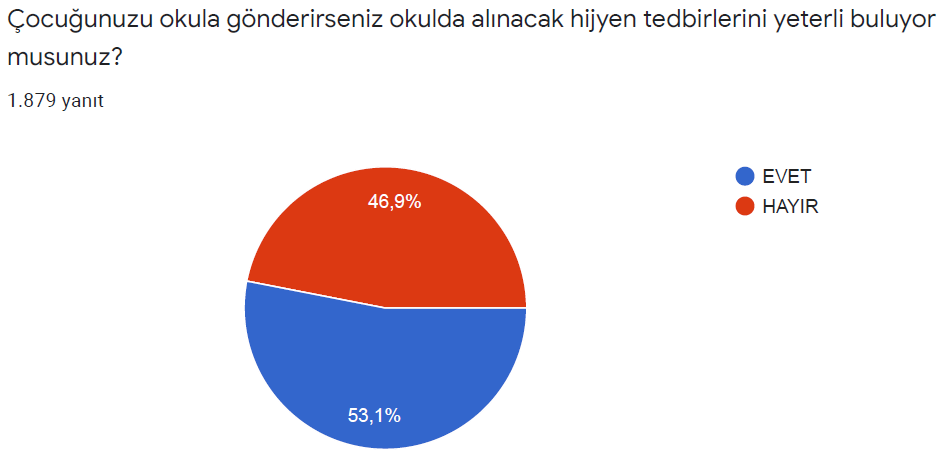 Çocuğunuzu okula gönderirseniz okulda alınacak hijyen tedbirlerini yeterli buluyor
musunuz?
1.879 yanıt
EVET
HAYIR
46,9%
53,1%